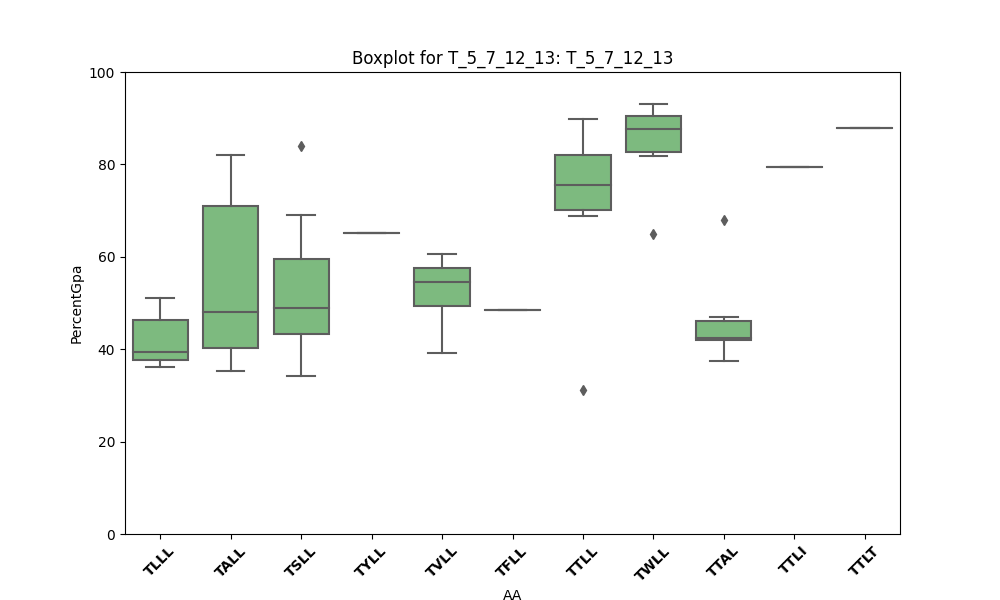 Boxplot for T_5_7_12_13: T_5_7_12_13
100
80
60
40
20
0
PercentGpa
TLLL
TALL
TSLL
TYLL
TVLL
TFLL
TTLL
TWLL
TTAL
TTLI
TTLT
AA